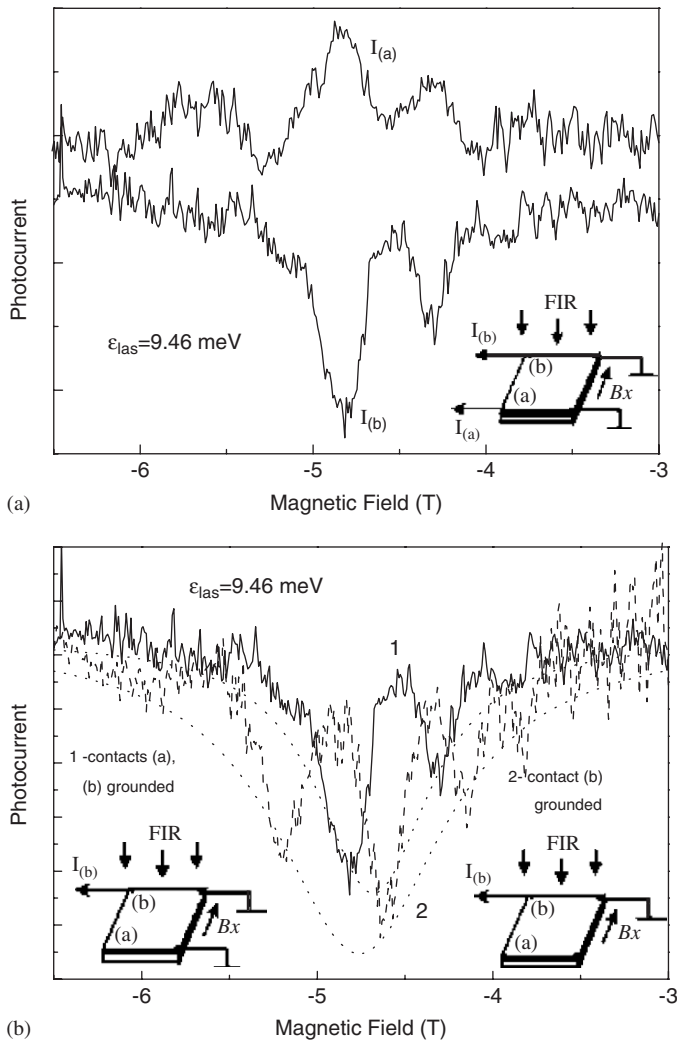 I(a)
Photocurrent
εlas=9.46 meV
I(b)
FIR
I(b)
(b)
(a)
Bx
I(a)
-6 -5 -4 -3
(a)
Magnetic Field (T)
εlas=9.46 meV
1
Photocurrent
1 -contacts (a),
(b) grounded
2- contact (b)
grounded
FIR
I(b)
(b)
(a)
Bx
2
FIR
I(b)
(b)
(a)
Bx
-6 -5 -4 -3
(b)
Magnetic Field (T)